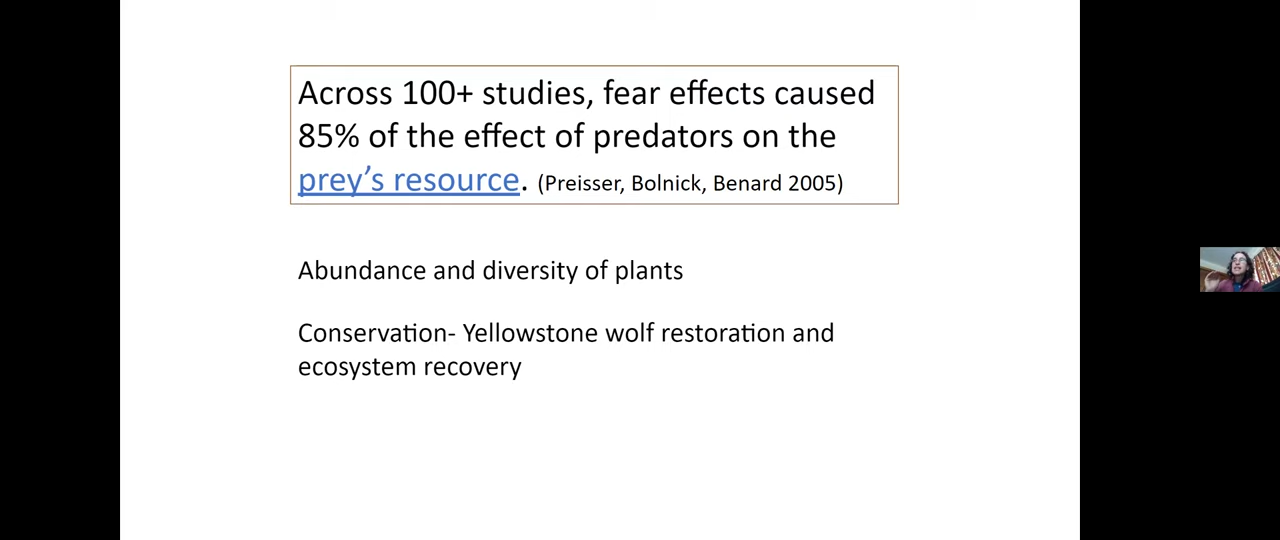 Across 100+ studies, fear effects caused
85% of the effect of predators on the
prey’s resource. (Preisser, Bolnick, Benard 2005)
Abundance and diversity of plants
Conservation- Yellowstone wolf restoration and
ecosystem recovery